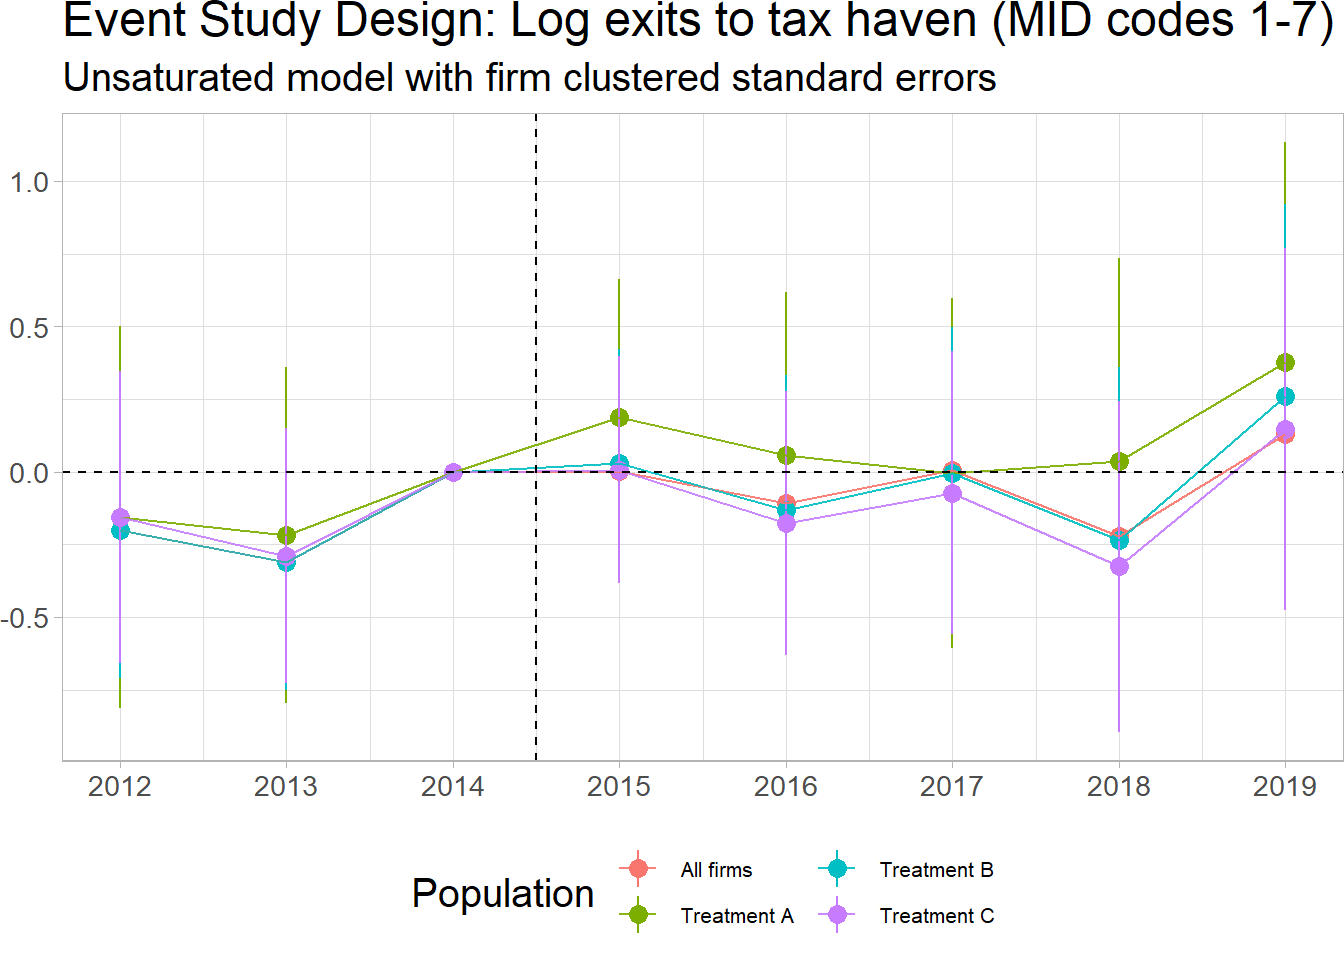 Event Study Design: Log exits to tax haven (MID codes 1-7)
Unsaturated model with firm clustered standard errors
1.0
0.5
0.0
-0.5
2012 2013 2014 2015 2016 2017 2018 2019
Population
All firms
Treatment A
Treatment B
Treatment C